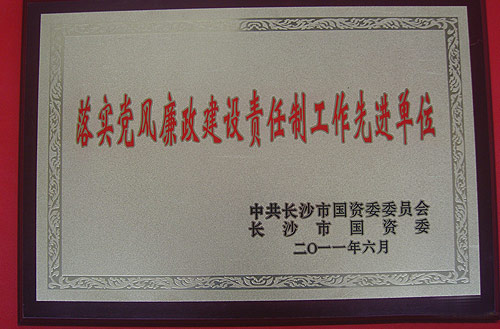 落实党风廉政建设责任制工作先进单位
中共长沙市国资委委员会
长沙市国资委
二〇一一年六月